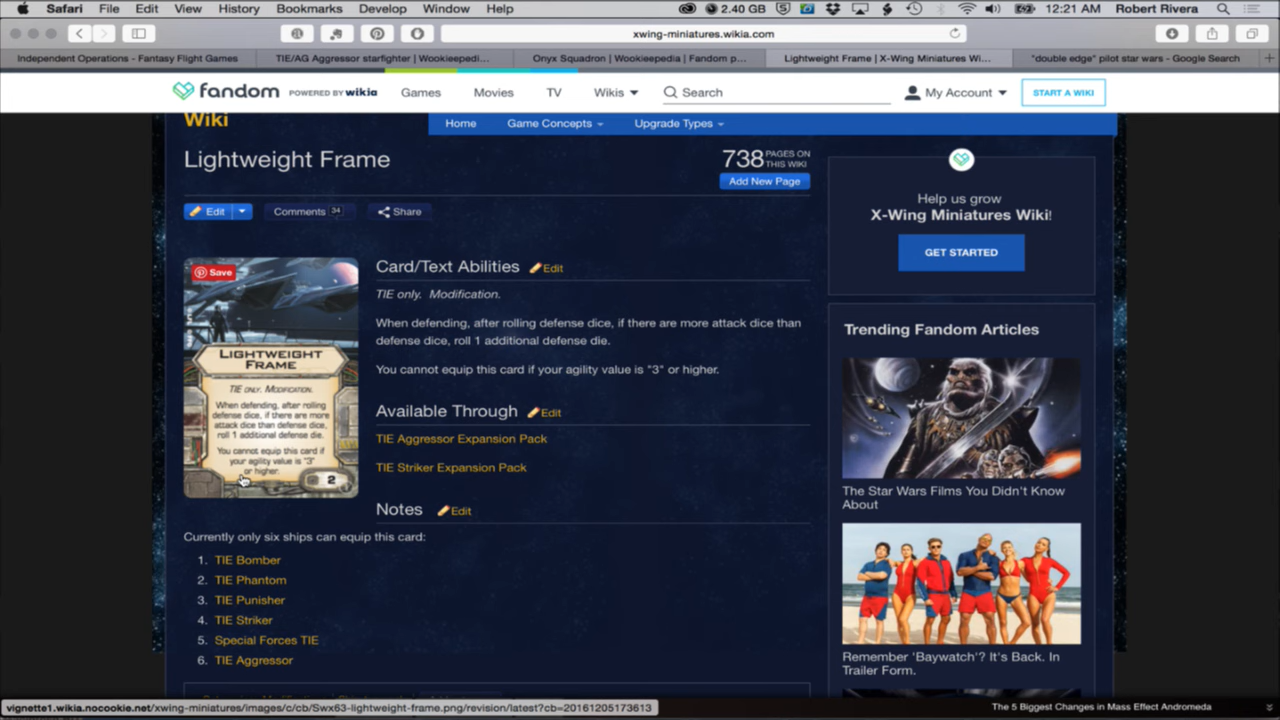 Safari File Edit View History Bookmarks Develop Window Help 2.40 GB 12:21 AM Robert Rivera
xwing-miniatures.wikia.com
Independent Operations - Fantasy Flight Games
TIE/AG Aggressor starfighter | Wookieepedi...
Onyx Squadron | Wookieepedia | Fandom p...
Lightweight Frame | X-Wing Miniatures Wi...
"double edge" pilot star wars - Google Search
fandom POWERED BY wikia Games Movies TV Wikis Search My Account START A WIKI
Wiki
Home Game Concepts Upgrade Types
Lightweight Frame
738 PAGES ON
THIS WIKI
Add New Page
Edit Comments 34 Share
Save
LIGHTWEIGHT
FRAME
TIE ONLY. MODIFICATION.
When defending, after rolling
defense dice, if there are more
attack dice than defense dice,
roll 1 additional defense die.
You cannot equip this card if
your agility value is "3"
or higher.
2
Card/Text Abilities Edit
TIE only. Modification.
When defending, after rolling defense dice, if there are more attack dice than
defense dice, roll 1 additional defense die.
You cannot equip this card if your agility value is "3" or higher.
Available Through Edit
TIE Aggressor Expansion Pack
TIE Striker Expansion Pack
Notes Edit
Currently only six ships can equip this card:
1. TIE Bomber
2. TIE Phantom
3. TIE Punisher
4. TIE Striker
5. Special Forces TIE
6. TIE Aggressor
Help us grow
X-Wing Miniatures Wiki!
GET STARTED
Trending Fandom Articles
The Star Wars Films You Didn't Know
About
Remember 'Baywatch'? It's Back. In
Trailer Form.
vignette1.wikia.nocookie.net/xwing-miniatures/images/c/cb/Swx63-lightweight-frame.png/revision/latest?cb=20161205173613
The 5 Biggest Changes in Mass Effect Andromeda